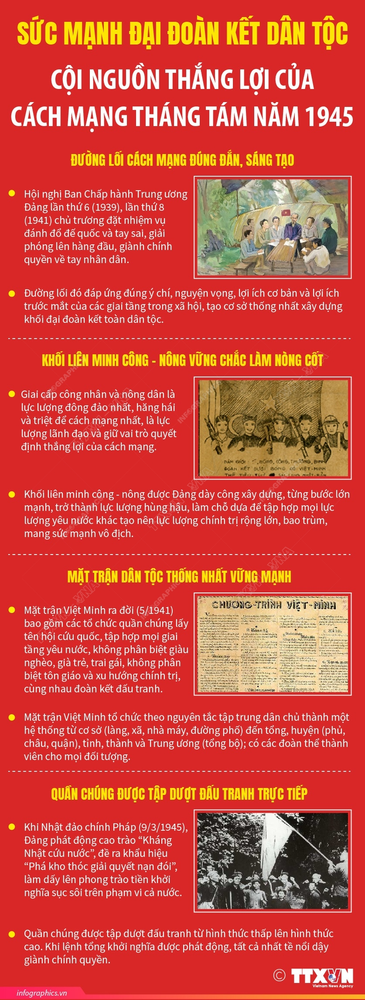 SỨC MẠNH ĐẠI ĐOÀN KẾT DÂN TỘC
CỘI NGUỒN THẮNG LỢI CỦA
CÁCH MẠNG THÁNG TÁM NĂM 1945
ĐƯỜNG LỐI CÁCH MẠNG ĐÚNG ĐẮN, SÁNG TẠO
Hội nghị Ban Chấp hành Trung ương
Đảng lần thứ 6 (1939), lần thứ 8
(1941) chủ trương đặt nhiệm vụ
đánh đổ đế quốc và tay sai, giải
phóng lên hàng đầu, giành chính
quyền về tay nhân dân.
Đường lối đó đáp ứng đúng ý chí, nguyện vọng, lợi ích cơ bản và lợi ích
trước mắt của các giai tầng trong xã hội, tạo cơ sở thống nhất xây dựng
khối đại đoàn kết toàn dân tộc.
KHỐI LIÊN MINH CÔNG - NÔNG VỮNG CHẮC LÀM NÒNG CỐT
Giai cấp công nhân và nông dân là
lực lượng đông đảo nhất, hăng hái
và triệt để cách mạng nhất, là lực
lượng lãnh đạo và giữ vai trò quyết
định thắng lợi của cách mạng.
NĂM GIỚI : SĨ, NÔNG, CÔNG, THƯƠNG, BINH
ĐOÀN KẾT DƯỚI BÓNG CỜ VIỆT-MINH
Khối liên minh công - nông được Đảng dày công xây dựng, từng bước lớn
mạnh, trở thành lực lượng hùng hậu, làm chỗ dựa để tập hợp mọi lực
lượng yêu nước khác tạo nên lực lượng chính trị rộng lớn, bao trùm,
mang sức mạnh vô địch.
MẶT TRẬN DÂN TỘC THỐNG NHẤT VỮNG MẠNH
Mặt trận Việt Minh ra đời (5/1941)
bao gồm các tổ chức quần chúng lấy
tên hội cứu quốc, tập hợp mọi giai
tầng yêu nước, không phân biệt giàu
nghèo, già trẻ, trai gái, không phân
biệt tôn giáo và xu hướng chính trị,
cùng nhau đoàn kết đấu tranh.
CHƯƠNG-TRÌNH VIỆT-MINH
Mặt trận Việt Minh tổ chức theo nguyên tắc tập trung dân chủ thành một
hệ thống từ cơ sở (làng, xã, nhà máy, đường phố) đến tổng, huyện (phủ,
châu, quận), tỉnh, thành và Trung ương (tổng bộ); có các đoàn thể thành
viên cho mọi đối tượng.
QUẦN CHÚNG ĐƯỢC TẬP DƯỢT ĐẤU TRANH TRỰC TIẾP
Khi Nhật đảo chính Pháp (9/3/1945),
Đảng phát động cao trào “Kháng
Nhật cứu nước”, đề ra khẩu hiệu
“Phá kho thóc giải quyết nạn đói”,
làm dấy lên phong trào tiền khởi
nghĩa sục sôi trên phạm vi cả nước.
Quần chúng được tập dượt đấu tranh từ hình thức thấp lên hình thức
cao. Khi lệnh tổng khởi nghĩa được phát động, tất cả nhất tề nổi dậy
giành chính quyền.
© TTXVN
Vietnam News Agency
infographics.vn